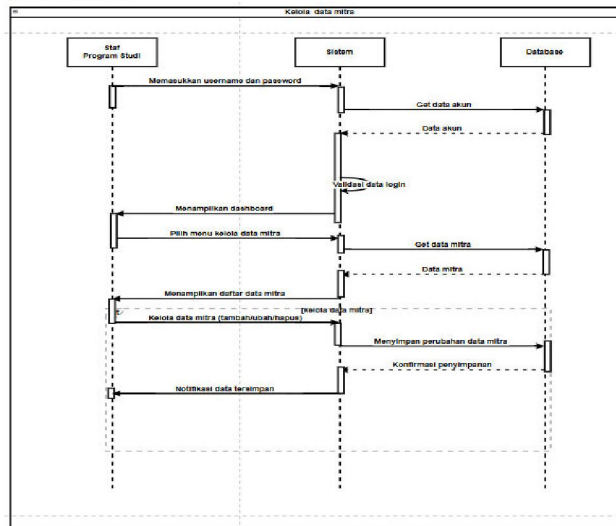 Kelola data mitra
Staf
Program Studi
Sistem
Database
Memasukkan username dan pasword
Get data akun
Data akun
Validasi data login
Menampilkan dashboard
Pilih menu kelola data mitra
Get data mitra
Data mitra
Menampilkan daftar data mitra
[kelola data mitra]
Kelola data mitra (tambah/ubah/hapus)
Menyimpan perubahan data mitra
Konfirmasi penyimpanan
Notifikasi data tersimpan